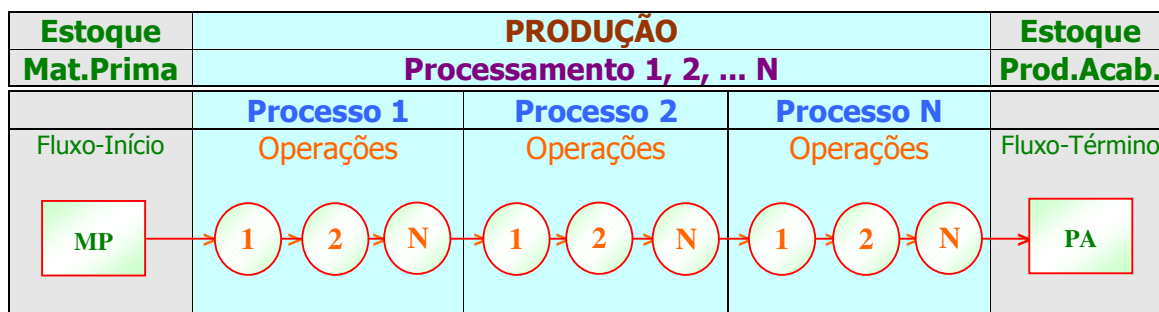 Estoque PRODUÇÃO Estoque
Mat.Prima Processamento 1, 2, ... N Prod.Acab.
Processo 1 Processo 2 Processo N
Fluxo-Início Operações Operações Operações Fluxo-Término
MP 1 2 N 1 2 N 1 2 N PA